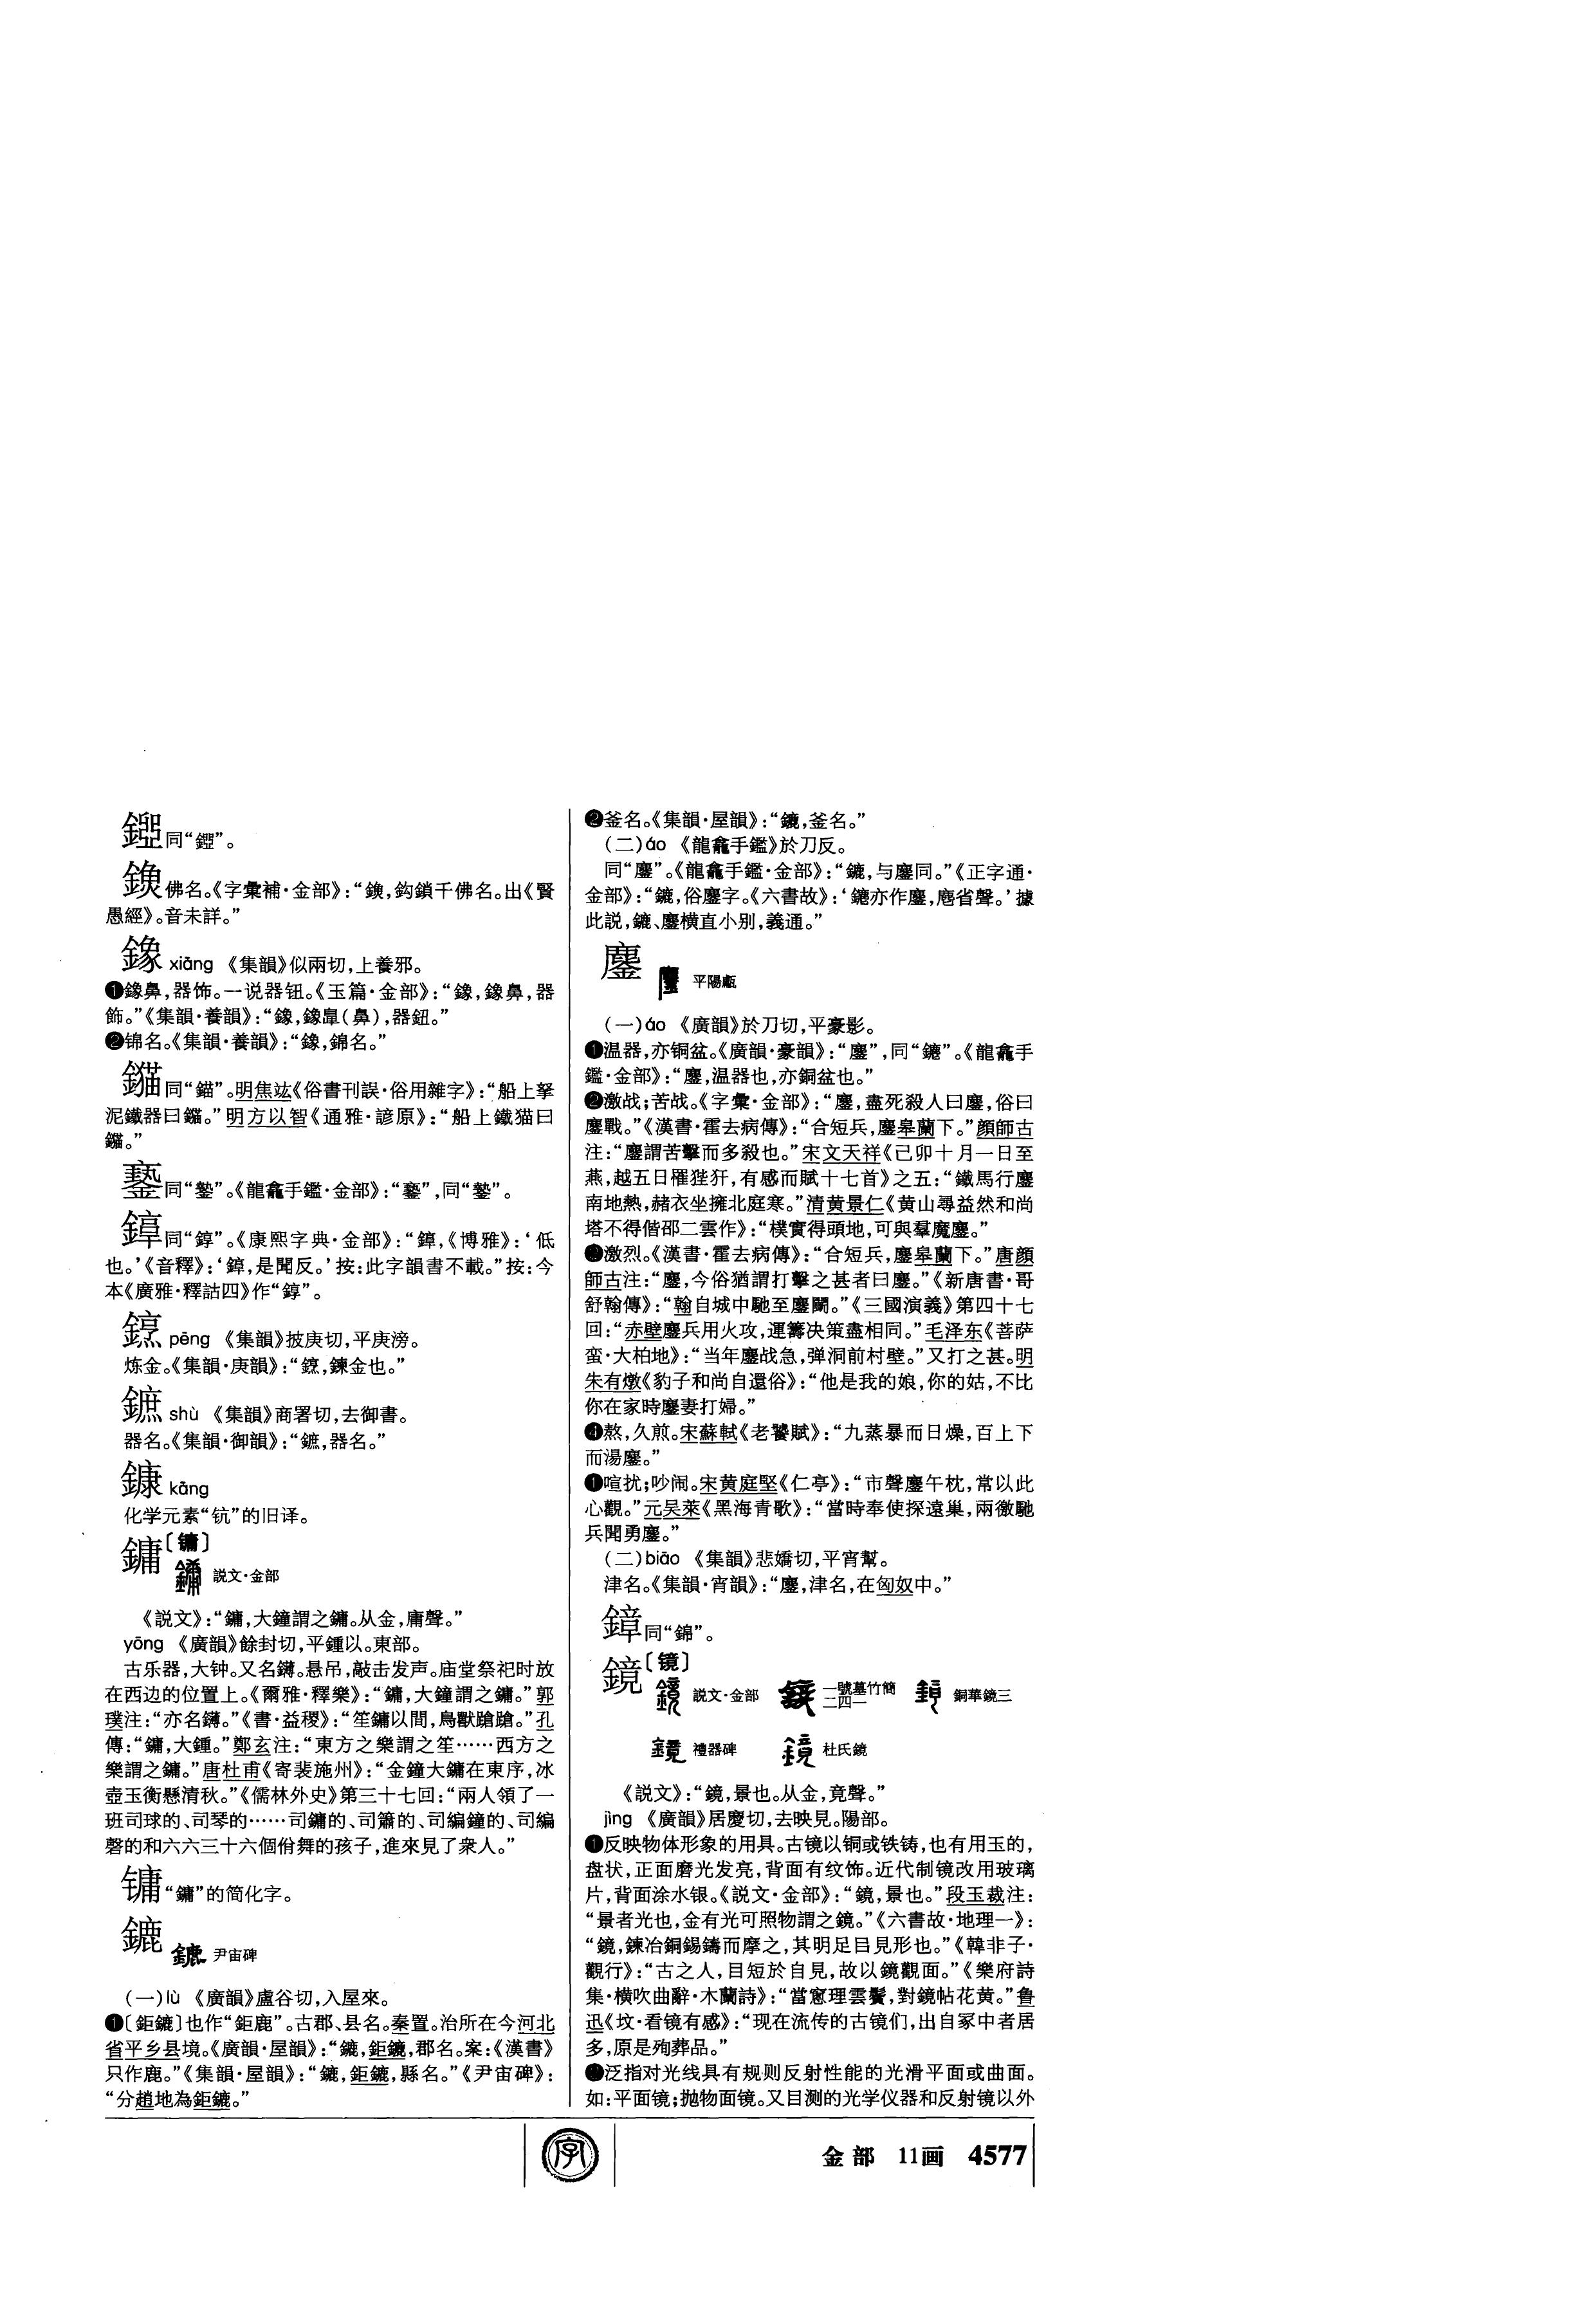 同“鏗”。
佛名。《字彙補·金部》：“鐭，鈎鎖千佛名。出《賢
愚經》。音未詳。”
鐌 xiàng 《集韻》似兩切，上養邪。
❶鐌鼻，器饰。一说器钮。《玉篇·金部》：“鐌，鐌鼻，器
飾。”《集韻·養韻》：“鐌，鐌鼻（鼻），器鈕。”
❷锦名。《集韻·養韻》：“鐌，錦名。”
同“錨”。明焦竑《俗書刊誤·俗用雜字》：“船上拏
泥鐵器曰
。”明方以智《通雅·諺原》：“船上鐵猫曰
同“鏨”。《龍龕手鑑·金部》：
同“錞”。《康熙字典·金部》：“鐸，《博雅》：‘低
也。’《音釋》：‘
，是聞反。’按：此字韻書不載。”按：今
本《廣雅·釋詁四》作“錞”。
pēng 《集韻》披庚切，平庚滂。
炼金。《集韻·庚韻》：
，鍊金也。”
鏣 shù 《集韻》商署切，去御書。
器名。《集韻·御韻》：“鏣，器名。”
鏮 kāng
化学元素“钪”的旧译。
鏞〔镛〕
説文·金部
《説文》：“鏞，大鐘謂之鏞。从金，庸聲。”
yōng 《廣韻》餘封切，平鍾以。東部。
古乐器，大钟。又名鎛。悬吊，敲击发声。庙堂祭祀时放
在西边的位置上。《爾雅·釋樂》：“鏞，大鐘謂之鏞。”郭
璞注：“亦名鎛。”《書·益稷》：“笙鏞以間，鳥獸蹌蹌。”孔
傳：“鏞，大鍾。”鄭玄注：“東方之樂謂之笙……西方之
樂謂之鏞。”唐杜甫《寄裴施州》：“金鐘大鏞在東序，冰
壺玉衡懸清秋。”《儒林外史》第三十七回：“兩人領了一
班司球的、司琴的……司鏞的、司簫的、司編鐘的、司編
磬的和六六三十六個佾舞的孩子，進來見了衆人。”
镛“鏞”的简化字。
鏕
尹宙碑
（一）lù 《廣韻》盧谷切，入屋來。
❶〔鉅鏕〕也作“鉅鹿”。古郡、县名。秦置。治所在今河北
省平乡县境。《廣韻·屋韻》：“鏕，鉅鏕，郡名。案：《漢書》
只作鹿。”《集韻·屋韻》：“鏕，鉅鏕，縣名。”《尹宙碑》：
“分趙地為鉅鏕。”
❷釜名。《集韻·屋韻》：“鏕，釜名。”
（二）áo 《龍龕手鑑》於刀反。
同“鏖”。《龍龕手鑑·金部》：“鏕，与鏖同。”《正字通·
金部》：“鏕，俗鏖字。《六書故》：‘鑣亦作鏖，麃省聲。’據
此説，鏕、鏖横直小别，義通。”
鏖
平陽甗
（一）áo 《廣韻》於刀切，平豪影。
❶温器，亦铜盆。《廣韻·豪韻》：“鏖”，同“鑣”。《龍龕手
鑑·金部》：“鏖，温器也，亦銅盆也。”
❷激战；苦战。《字彙·金部》：“鏖，盡死殺人曰鏖，俗曰
鏖戰。”《漢書·霍去病傳》：“合短兵，鏖皋蘭下。”顔師古
注：“鏖謂苦擊而多殺也。”宋文天祥《己卯十月一日至
燕，越五日罹狴犴，有感而賦十七首》之五：“鐵馬行鏖
南地熱，赭衣坐擁北庭寒。”清黄景仁《黄山尋益然和尚
塔不得偕邵二雲作》：“樸實得頭地，可與羣魔鏖。”
❸激烈。《漢書·霍去病傳》：“合短兵，鏖皋蘭下。”唐顔
師古注：“鏖，今俗猶謂打擊之甚者曰鏖。”《新唐書·哥
舒翰傳》：“翰自城中馳至鏖鬭。”《三國演義》第四十七
回：“赤壁鏖兵用火攻，運籌决策盡相同。”毛泽东《菩萨
蛮·大柏地》：“当年鏖战急，弹洞前村壁。”又打之甚。明
朱有燉《豹子和尚自還俗》：“他是我的娘，你的姑，不比
你在家時鏖妻打婦。”
❹熬，久煎。宋蘇軾《老饕賦》：“九蒸暴而日燥，百上下
而湯鏖。”
❶喧扰；吵闹。宋黄庭堅《仁亭》：“市聲鏖午枕，常以此
心觀。”元吴萊《黑海青歌》：“當時奉使探遠巢，兩徼馳
兵聞勇鏖。”
（二）biāo 《集韻》悲嬌切，平宵幫。
津名。《集韻·宵韻》：“鏖，津名，在匈奴中。”
鏱同“錦”。
鏡〔镜〕
説文·金部
一號墓竹簡
二四一
銅華鏡三
禮器碑
杜氏鏡
《説文》：“鏡，景也。从金，竟聲。”
jìng 《廣韻》居慶切，去映見。陽部。
❶反映物体形象的用具。古镜以铜或铁铸，也有用玉的，
盘状，正面磨光发亮，背面有纹饰。近代制镜改用玻璃
片，背面涂水银。《説文·金部》：“鏡，景也。”段玉裁注：
“景者光也，金有光可照物謂之鏡。”《六書故·地理一》：
“鏡，鍊冶銅錫鑄而摩之，其明足目見形也。”《韓非子·
觀行》：“古之人，目短於自見，故以鏡觀面。”《樂府詩
集·横吹曲辭·木蘭詩》：“當窻理雲鬢，對鏡帖花黄。”鲁
迅《坟·看镜有感》：“现在流传的古镜们，出自冢中者居
多，原是殉葬品。”
❷泛指对光线具有规则反射性能的光滑平面或曲面。
如：平面镜；抛物面镜。又目测的光学仪器和反射镜以外
字
金部 11画 4577